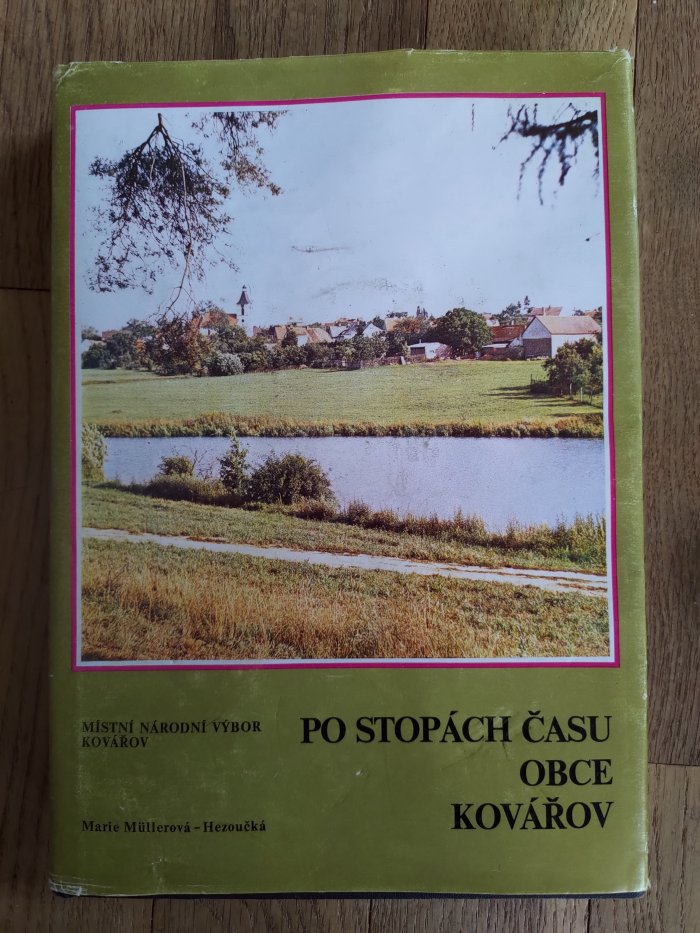 MÍSTNÍ NÁRODNÍ VÝBOR
KOVÁŘOV
PO STOPÁCH ČASU
OBCE
KOVÁŘOV
Marie Müllerová – Hezoučká